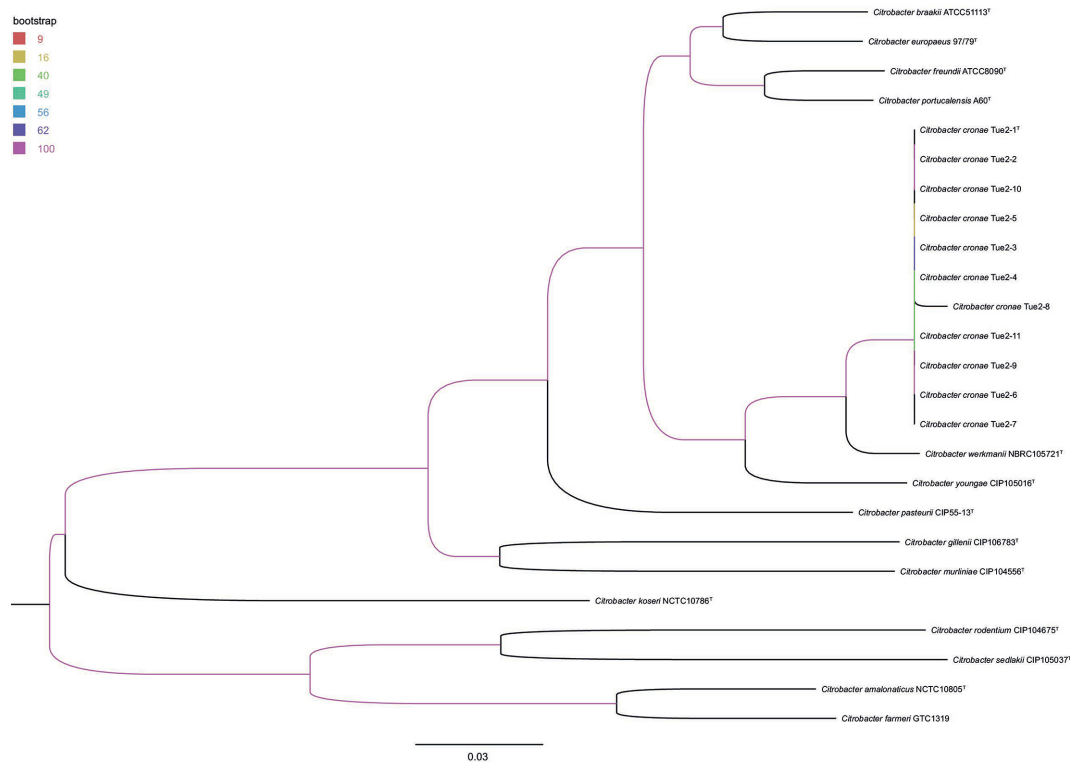 bootstrap
9
16
40
49
56
62
100
Citrobacter braakii ATCC51113ᵀ
Citrobacter europaeus 97/79ᵀ
Citrobacter freundii ATCC8090ᵀ
Citrobacter portucalensis A60ᵀ
Citrobacter cronae Tue2-1ᵀ
Citrobacter cronae Tue2-2
Citrobacter cronae Tue2-10
Citrobacter cronae Tue2-5
Citrobacter cronae Tue2-3
Citrobacter cronae Tue2-4
Citrobacter cronae Tue2-8
Citrobacter cronae Tue2-11
Citrobacter cronae Tue2-9
Citrobacter cronae Tue2-6
Citrobacter cronae Tue2-7
Citrobacter werkmanii NBRC105721ᵀ
Citrobacter youngae CIP105016ᵀ
Citrobacter pasteurii CIP55-13ᵀ
Citrobacter gillenii CIP106783ᵀ
Citrobacter murliniae CIP104556ᵀ
Citrobacter koseri NCTC10786ᵀ
Citrobacter rodentium CIP104675ᵀ
Citrobacter sedlakii CIP105037ᵀ
Citrobacter amalonaticus NCTC10805ᵀ
Citrobacter farmeri GTC1319
0.03